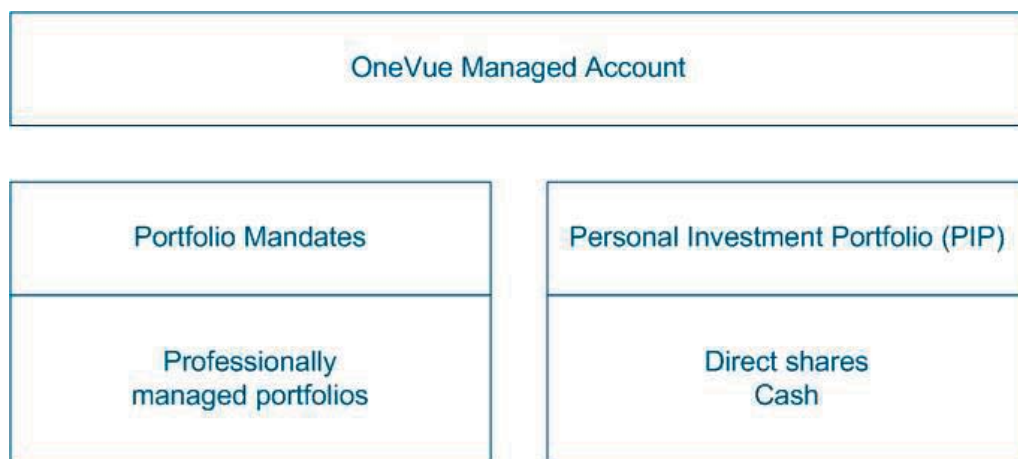 OneVue Managed Account
Portfolio Mandates
Personal Investment Portfolio (PIP)
Professionally
managed portfolios
Direct shares
Cash